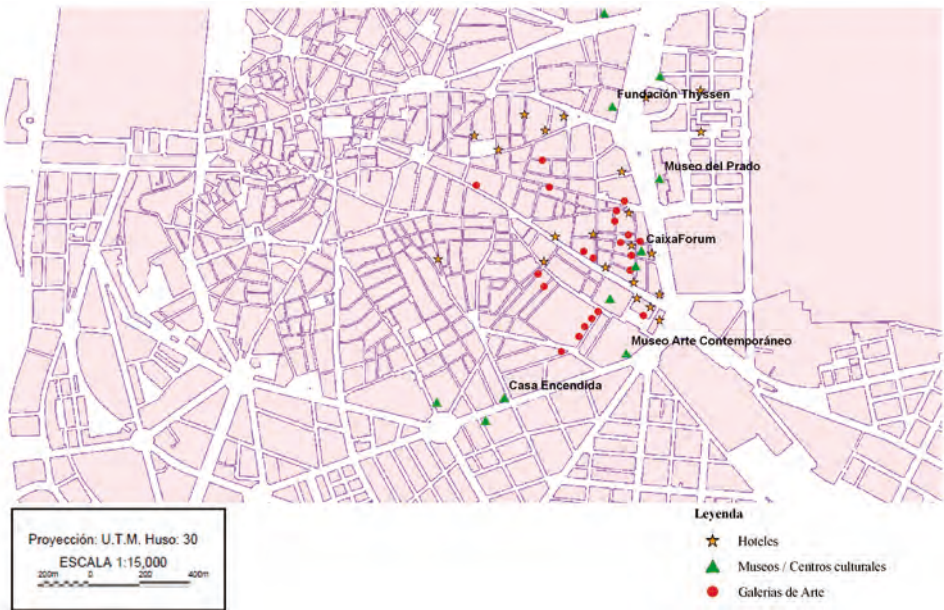 Fundación Thyssen
Museo del Prado
CaixaForum
Museo Arte Contemporáneo
Casa Encendida
Proyección: U.T.M. Huso: 30
ESCALA 1:15,000
200m 0 200 400m
Leyenda
Hoteles
Museos / Centros culturales
Galerias de Arte